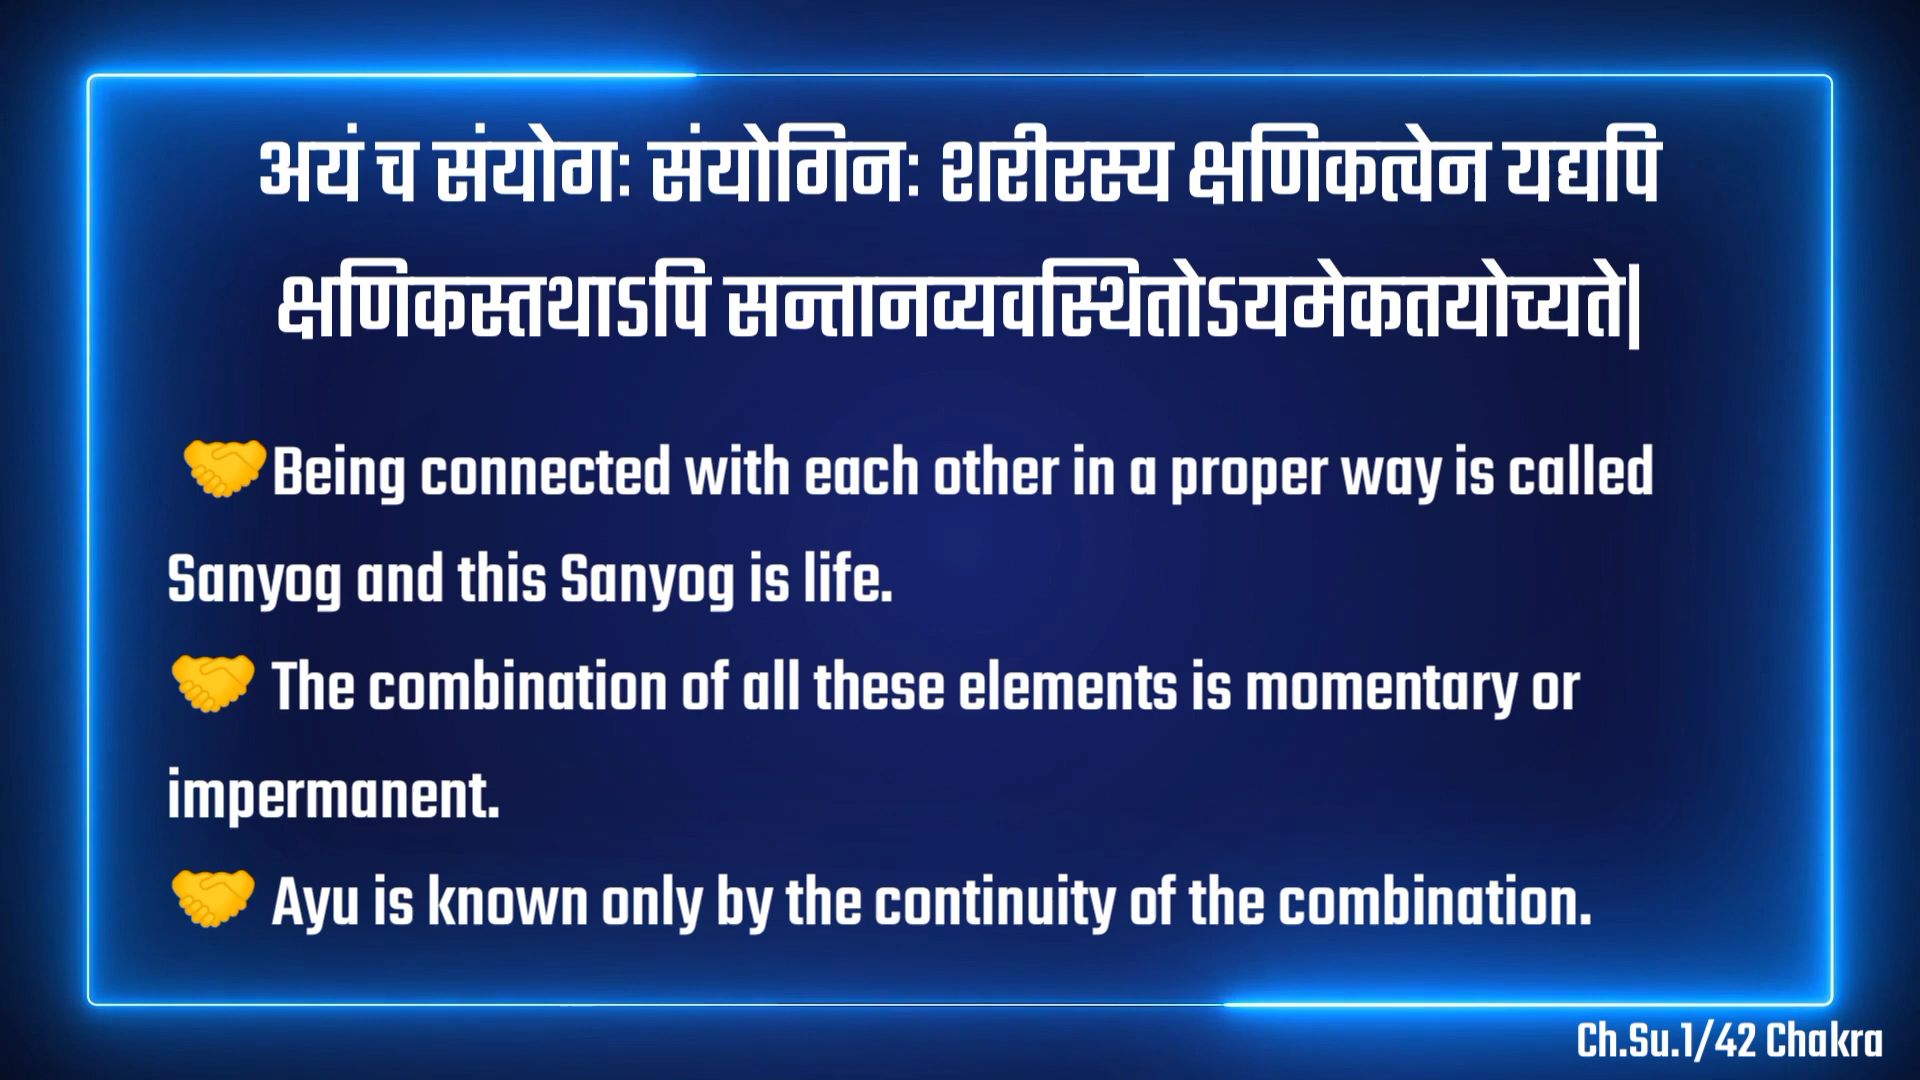 अयं च संयोगः संयोगिनः शरीरस्य क्षणिकत्वेन यद्यपि
क्षणिकस्तथाऽपि सन्तानव्यवस्थितोऽयमेकतयोच्यते|
🤝Being connected with each other in a proper way is called
Sanyog and this Sanyog is life.
🤝 The combination of all these elements is momentary or
impermanent.
🤝 Ayu is known only by the continuity of the combination.
Ch.Su.1/42 Chakra